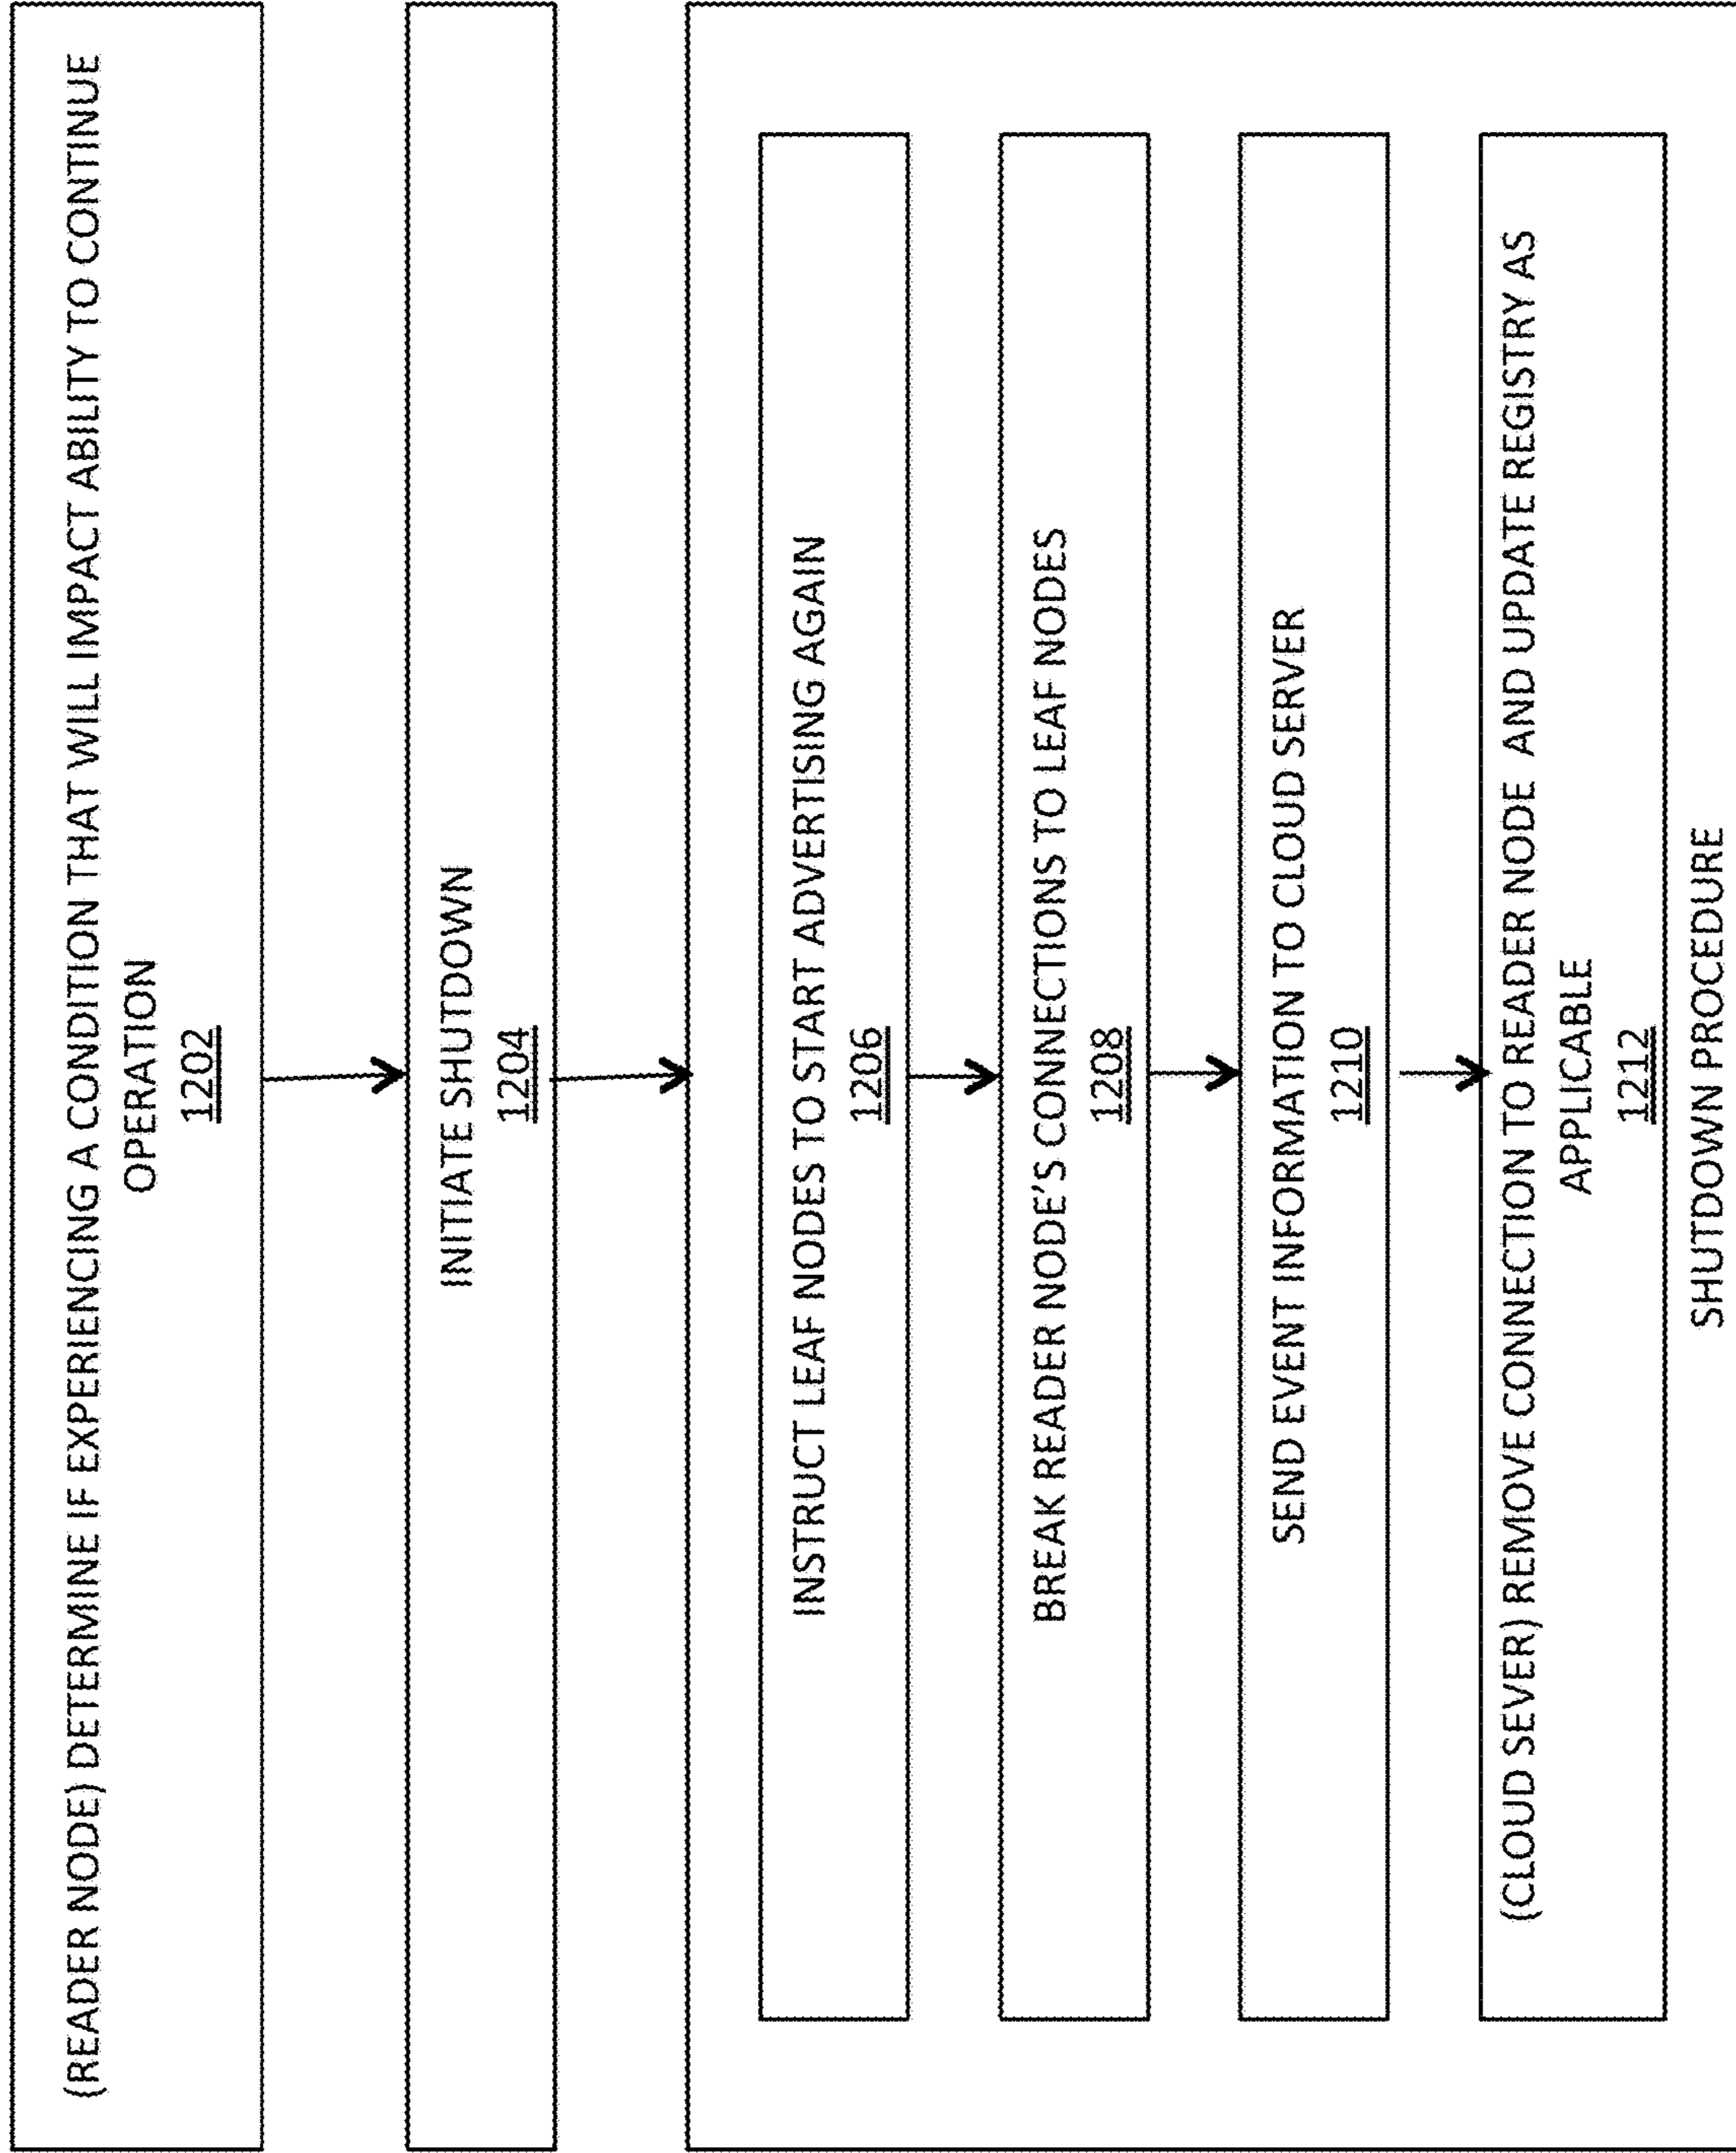 (READER NODE) DETERMINE IF EXPERIENCING A CONDITION THAT WILL IMPACT ABILITY TO CONTINUE
OPERATION
1202
INITIATE SHUTDOWN
1204
INSTRUCT LEAF NODES TO START ADVERTISING AGAIN
1206
BREAK READER NODE'S CONNECTIONS TO LEAF NODES
1208
SEND EVENT INFORMATION TO CLOUD SERVER
1210
(CLOUD SEVER) REMOVE CONNECTION TO READER NODE AND UPDATE REGISTRY AS
APPLICABLE
1212
SHUTDOWN PROCEDURE